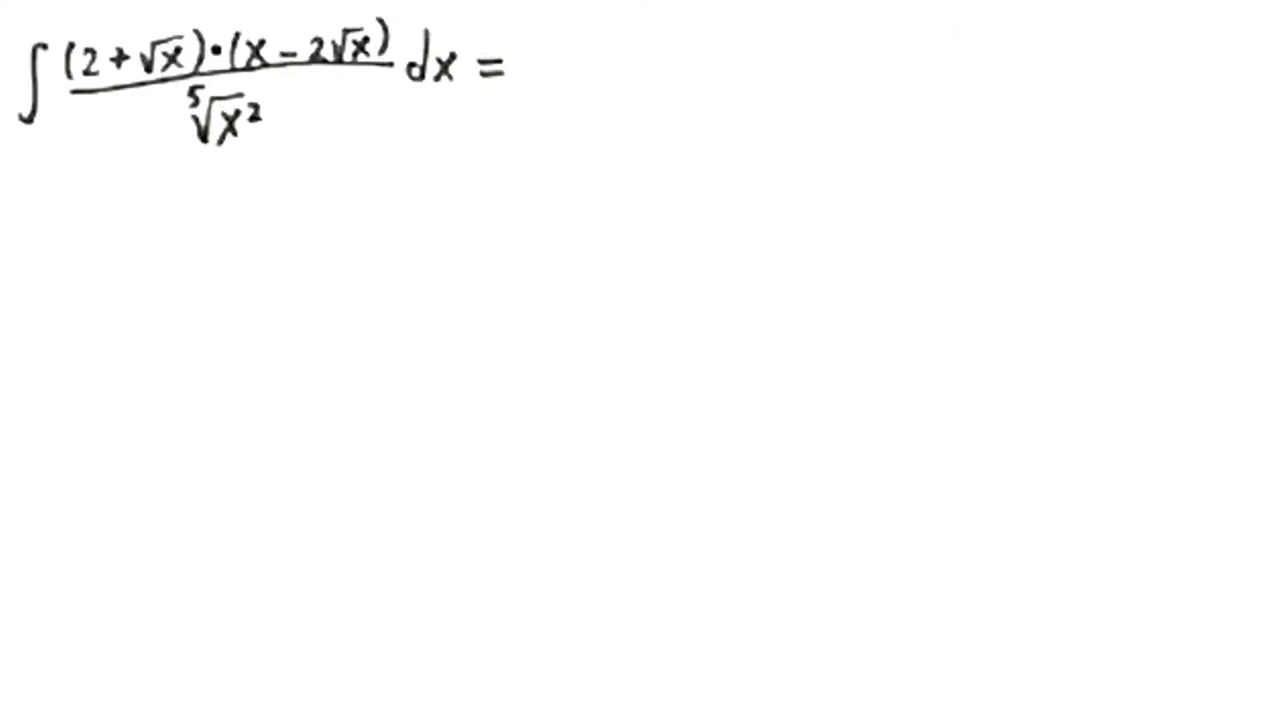 ∫ (2 + √x)·(x − 2√x) / ⁵√x² dx =